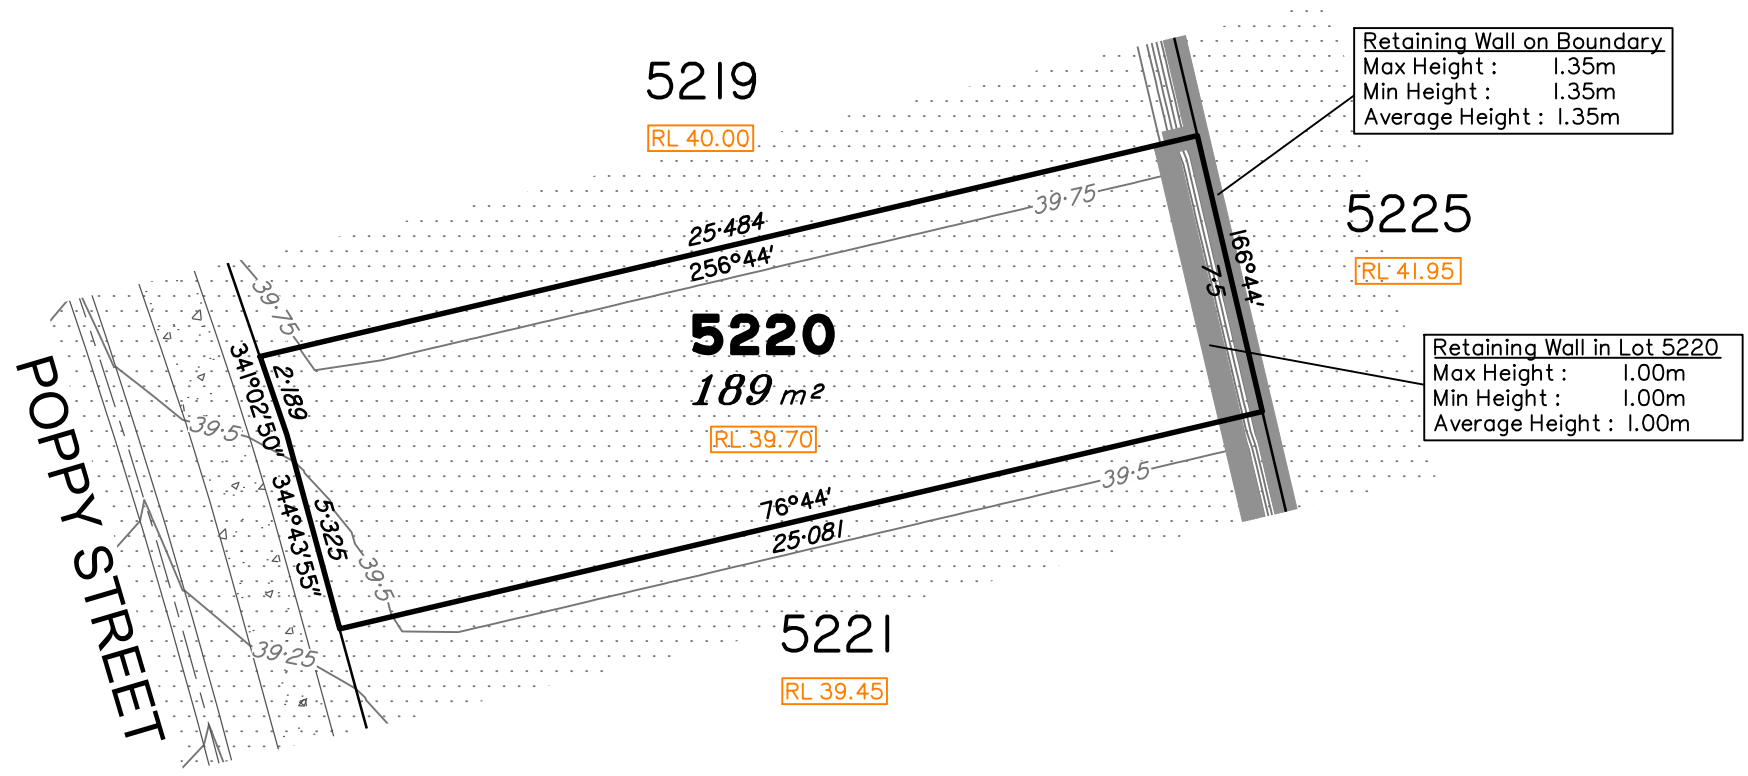 5219
RL 40.00
Retaining Wall on Boundary
Max Height : 1.35m
Min Height : 1.35m
Average Height : 1.35m
39·75
5225
RL 41.95
25·484
256°44'
166°44'
7·5
39·75
5220
189 m²
RL 39.70
Retaining Wall in Lot 5220
Max Height : 1.00m
Min Height : 1.00m
Average Height : 1.00m
341°02'50"
2·189
39·5
POPPY STREET
344°43'55"
5·325
39·5
76°44'
25·081
39·5
39·25
5221
RL 39.45